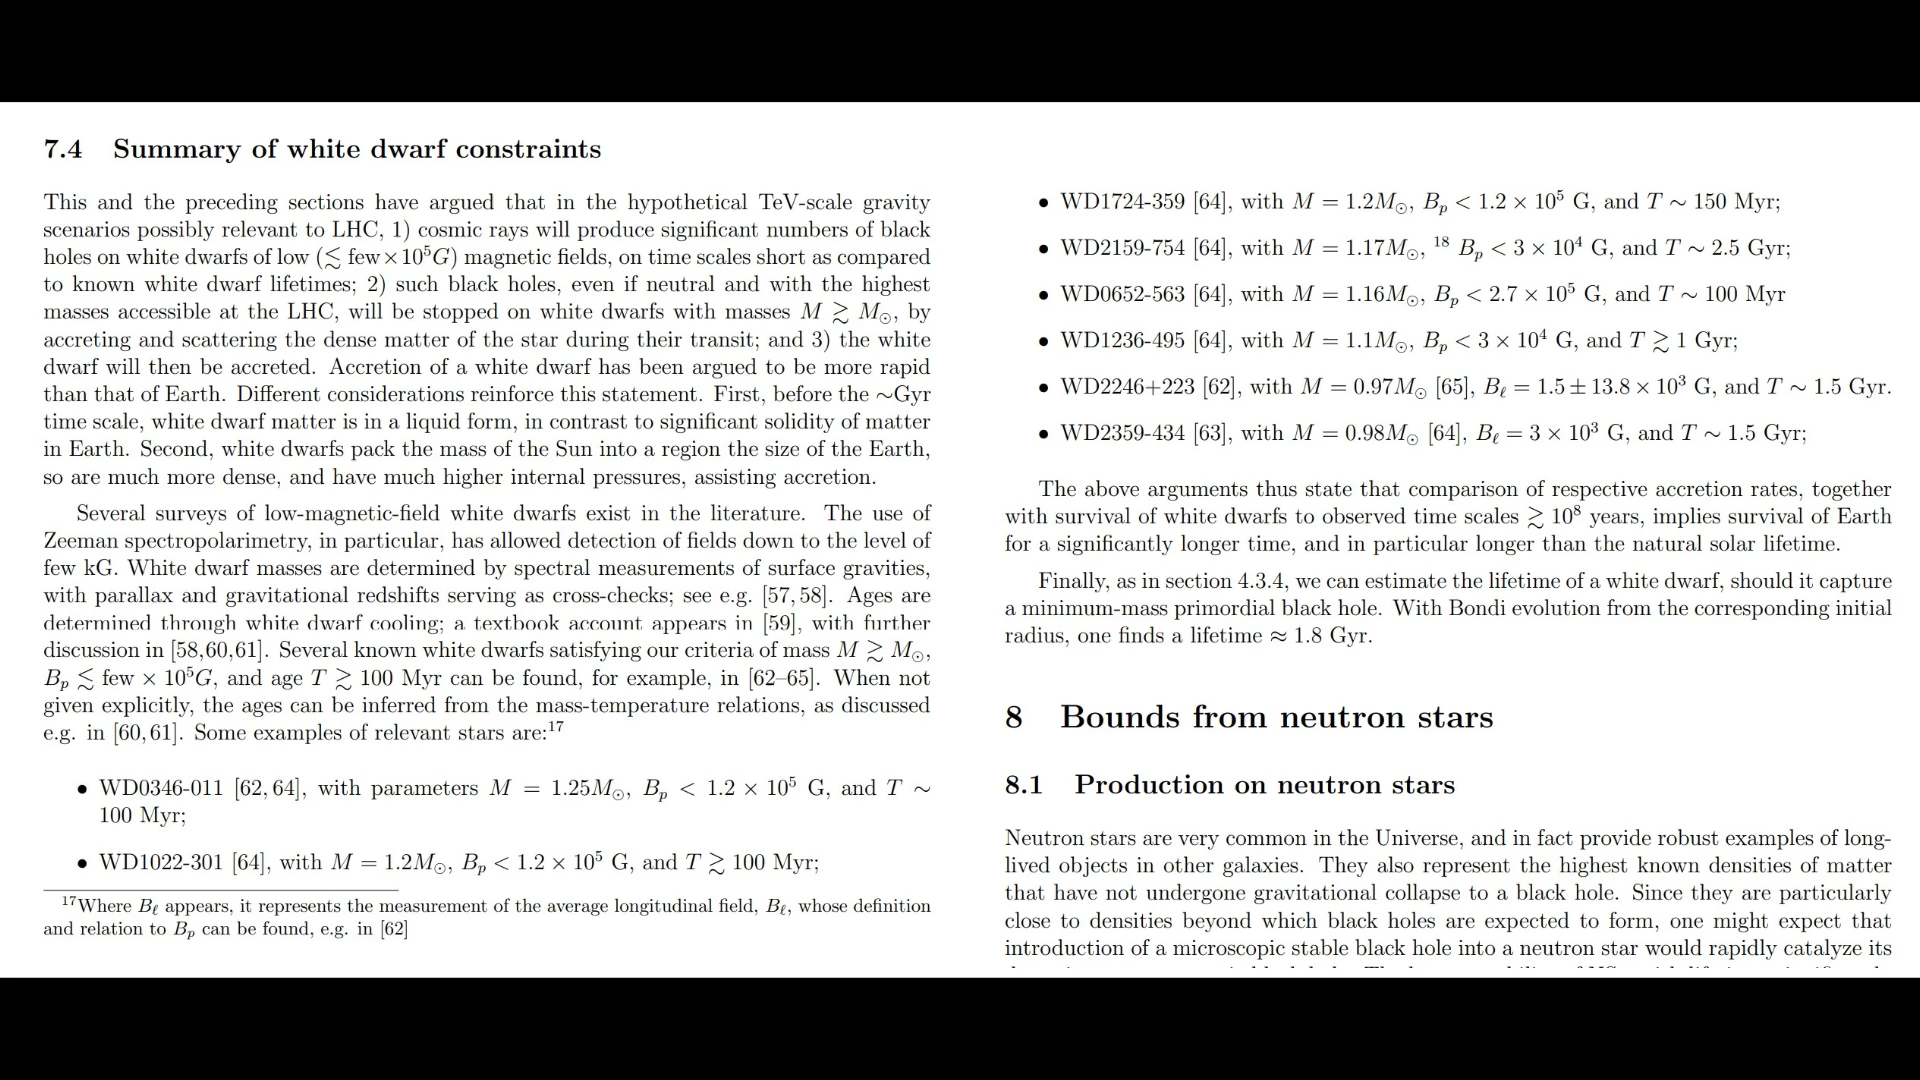 7.4 Summary of white dwarf constraints
This and the preceding sections have argued that in the hypothetical TeV-scale gravity
scenarios possibly relevant to LHC, 1) cosmic rays will produce significant numbers of black
holes on white dwarfs of low (≲ few × 10⁵G) magnetic fields, on time scales short as compared
to known white dwarf lifetimes; 2) such black holes, even if neutral and with the highest
masses accessible at the LHC, will be stopped on white dwarfs with masses M ≳ M⊙, by
accreting and scattering the dense matter of the star during their transit; and 3) the white
dwarf will then be accreted. Accretion of a white dwarf has been argued to be more rapid
than that of Earth. Different considerations reinforce this statement. First, before the ∼Gyr
time scale, white dwarf matter is in a liquid form, in contrast to significant solidity of matter
in Earth. Second, white dwarfs pack the mass of the Sun into a region the size of the Earth,
so are much more dense, and have much higher internal pressures, assisting accretion.
Several surveys of low-magnetic-field white dwarfs exist in the literature. The use of
Zeeman spectropolarimetry, in particular, has allowed detection of fields down to the level of
few kG. White dwarf masses are determined by spectral measurements of surface gravities,
with parallax and gravitational redshifts serving as cross-checks; see e.g. [57, 58]. Ages are
determined through white dwarf cooling; a textbook account appears in [59], with further
discussion in [58,60,61]. Several known white dwarfs satisfying our criteria of mass M ≳ M⊙,
Bₚ ≲ few × 10⁵G, and age T ≳ 100 Myr can be found, for example, in [62–65]. When not
given explicitly, the ages can be inferred from the mass-temperature relations, as discussed
e.g. in [60,61]. Some examples of relevant stars are:¹⁷
• WD0346-011 [62, 64], with parameters M = 1.25M⊙, Bₚ < 1.2 × 10⁵ G, and T ∼
100 Myr;
• WD1022-301 [64], with M = 1.2M⊙, Bₚ < 1.2 × 10⁵ G, and T ≳ 100 Myr;
¹⁷Where Bℓ appears, it represents the measurement of the average longitudinal field, Bℓ, whose definition
and relation to Bₚ can be found, e.g. in [62]
• WD1724-359 [64], with M = 1.2M⊙, Bₚ < 1.2 × 10⁵ G, and T ∼ 150 Myr;
• WD2159-754 [64], with M = 1.17M⊙, ¹⁸ Bₚ < 3 × 10⁴ G, and T ∼ 2.5 Gyr;
• WD0652-563 [64], with M = 1.16M⊙, Bₚ < 2.7 × 10⁵ G, and T ∼ 100 Myr
• WD1236-495 [64], with M = 1.1M⊙, Bₚ < 3 × 10⁴ G, and T ≳ 1 Gyr;
• WD2246+223 [62], with M = 0.97M⊙ [65], Bℓ = 1.5 ± 13.8 × 10³ G, and T ∼ 1.5 Gyr.
• WD2359-434 [63], with M = 0.98M⊙ [64], Bℓ = 3 × 10³ G, and T ∼ 1.5 Gyr;
The above arguments thus state that comparison of respective accretion rates, together
with survival of white dwarfs to observed time scales ≳ 10⁸ years, implies survival of Earth
for a significantly longer time, and in particular longer than the natural solar lifetime.
Finally, as in section 4.3.4, we can estimate the lifetime of a white dwarf, should it capture
a minimum-mass primordial black hole. With Bondi evolution from the corresponding initial
radius, one finds a lifetime ≈ 1.8 Gyr.
8 Bounds from neutron stars
8.1 Production on neutron stars
Neutron stars are very common in the Universe, and in fact provide robust examples of long-
lived objects in other galaxies. They also represent the highest known densities of matter
that have not undergone gravitational collapse to a black hole. Since they are particularly
close to densities beyond which black holes are expected to form, one might expect that
introduction of a microscopic stable black hole into a neutron star would rapidly catalyze its